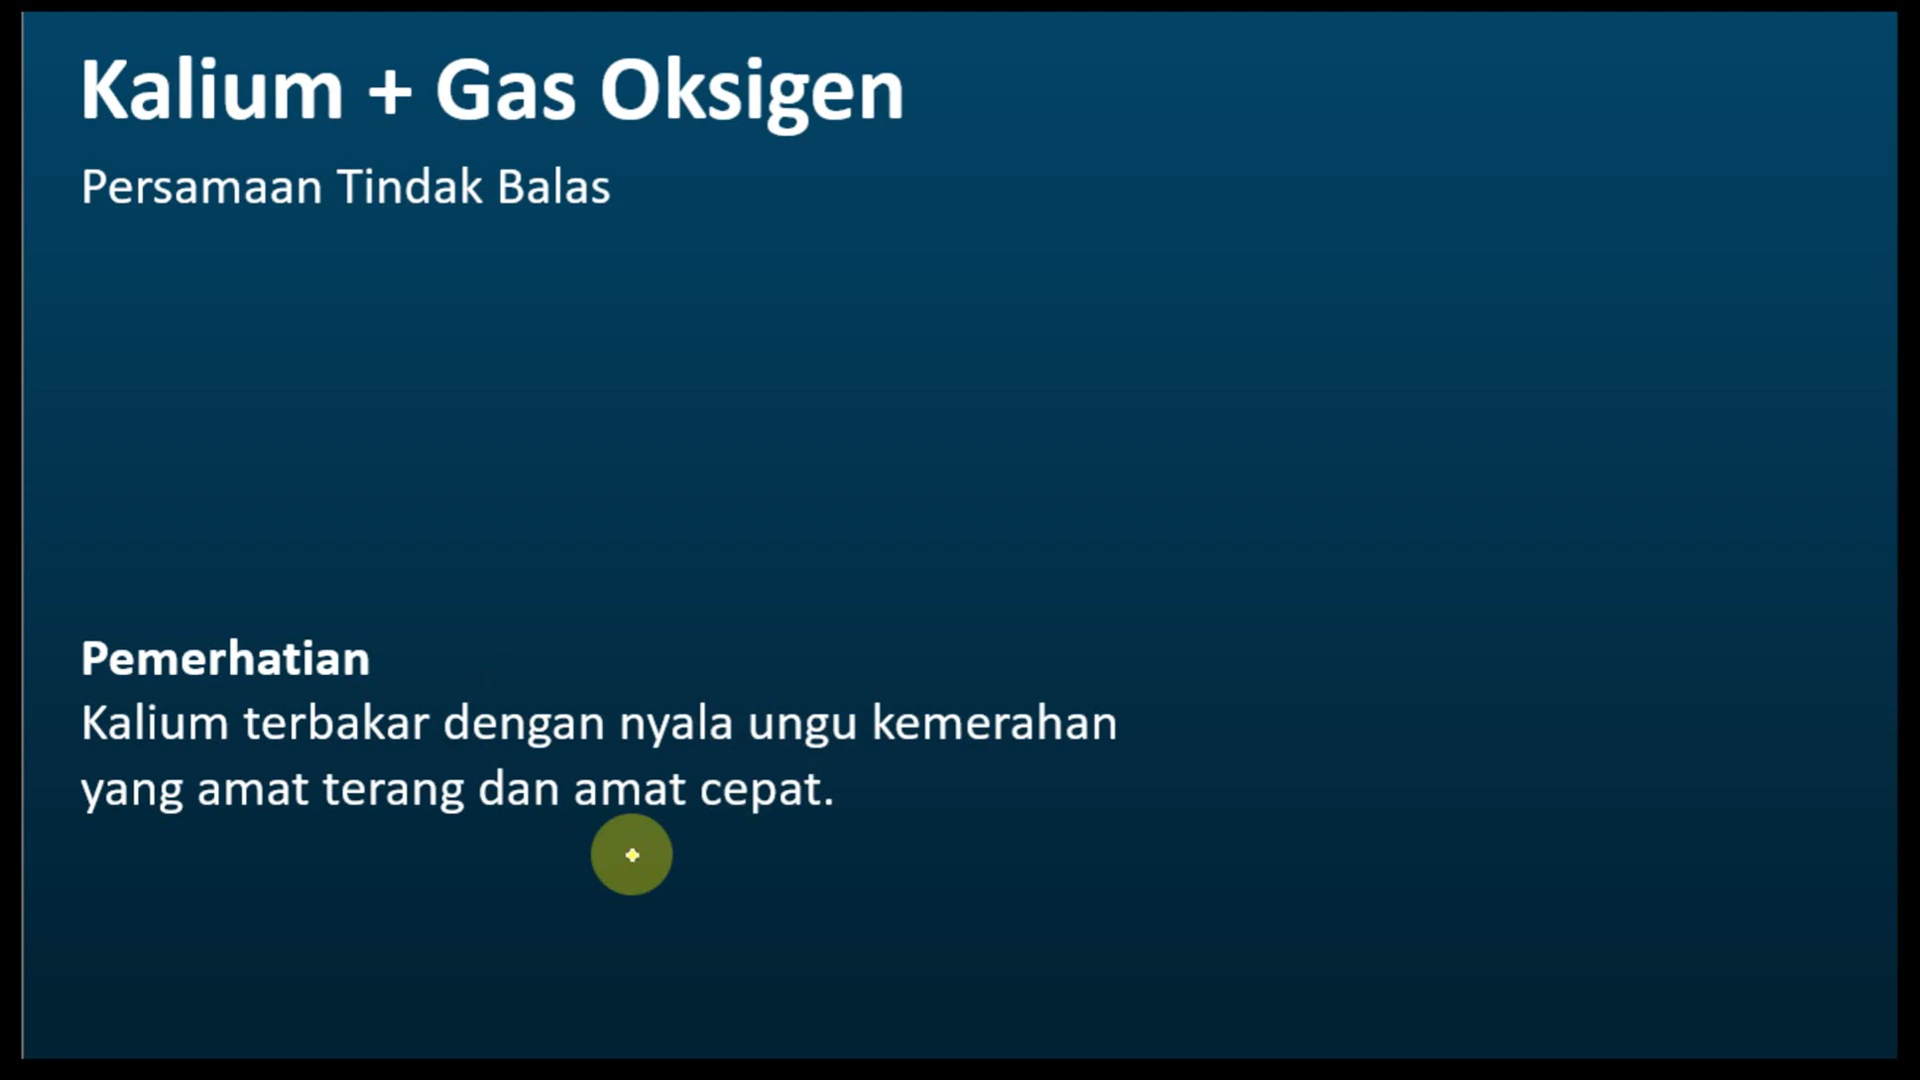 Kalium + Gas Oksigen
Persamaan Tindak Balas
Pemerhatian
Kalium terbakar dengan nyala ungu kemerahan
yang amat terang dan amat cepat.